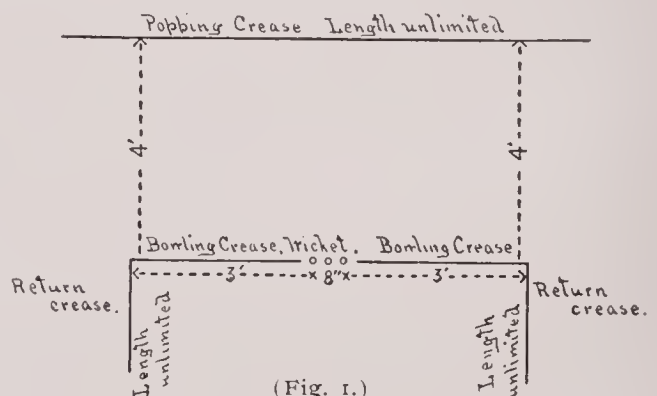 Popping Crease Length unlimited
4' 4'
Bowling Crease, Wicket. Bowling Crease
3' 8" 3'
Return crease.
Return crease.
Length unlimited
Length unlimited
(Fig. 1.)